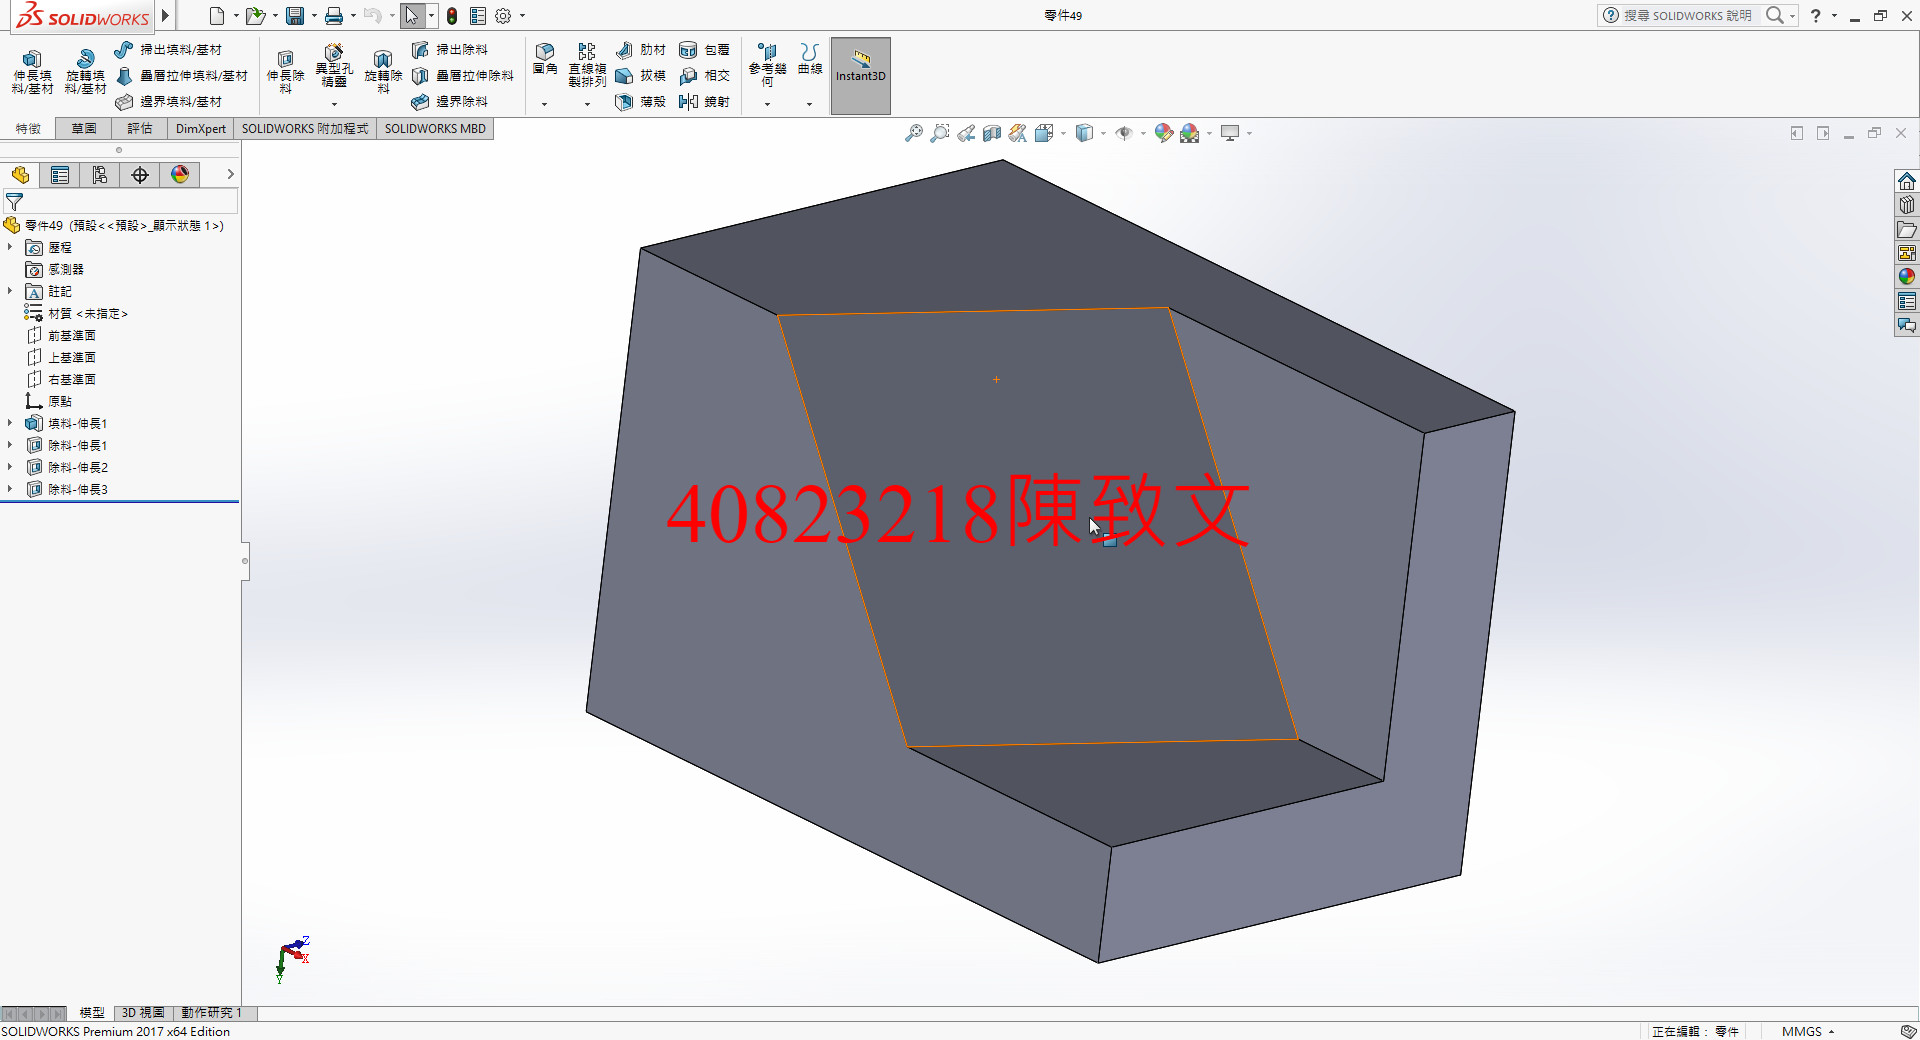 SOLIDWORKS
零件49
搜尋 SOLIDWORKS 說明
伸長填料/基材
旋轉填料/基材
掃出填料/基材
疊層拉伸填料/基材
邊界填料/基材
伸長除料
異型孔精靈
旋轉除料
掃出除料
疊層拉伸除料
邊界除料
圓角
直線複製排列
肋材
拔模
薄殼
包覆
相交
鏡射
參考幾何
曲線
Instant3D
特徵
草圖
評估
DimXpert
SOLIDWORKS 附加程式
SOLIDWORKS MBD
零件49 (預設<<預設>_顯示狀態 1>)
歷程
感測器
註記
材質 <未指定>
前基準面
上基準面
右基準面
原點
填料-伸長1
除料-伸長1
除料-伸長2
除料-伸長3
40823218陳致文
Z
X
Y
模型
3D 視圖
動作研究 1
SOLIDWORKS Premium 2017 x64 Edition
正在編輯： 零件
MMGS